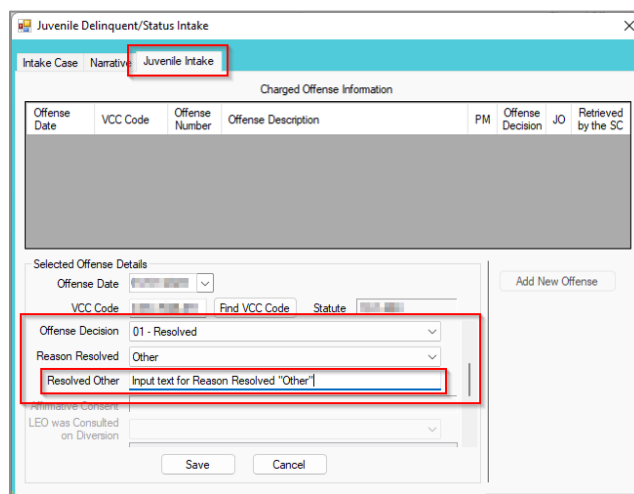 Juvenile Delinquent/Status Intake
Intake Case Narrative Juvenile Intake
Charged Offense Information
Offense Date VCC Code Offense Number Offense Description PM Offense Decision JO Retrieved by the SC
Selected Offense Details
Offense Date
Add New Offense
VCC Code Find VCC Code Statute
Offense Decision 01 - Resolved
Reason Resolved Other
Resolved Other Input text for Reason Resolved "Other"
Affirmative Consent
LEO was Consulted
on Diversion
Save Cancel